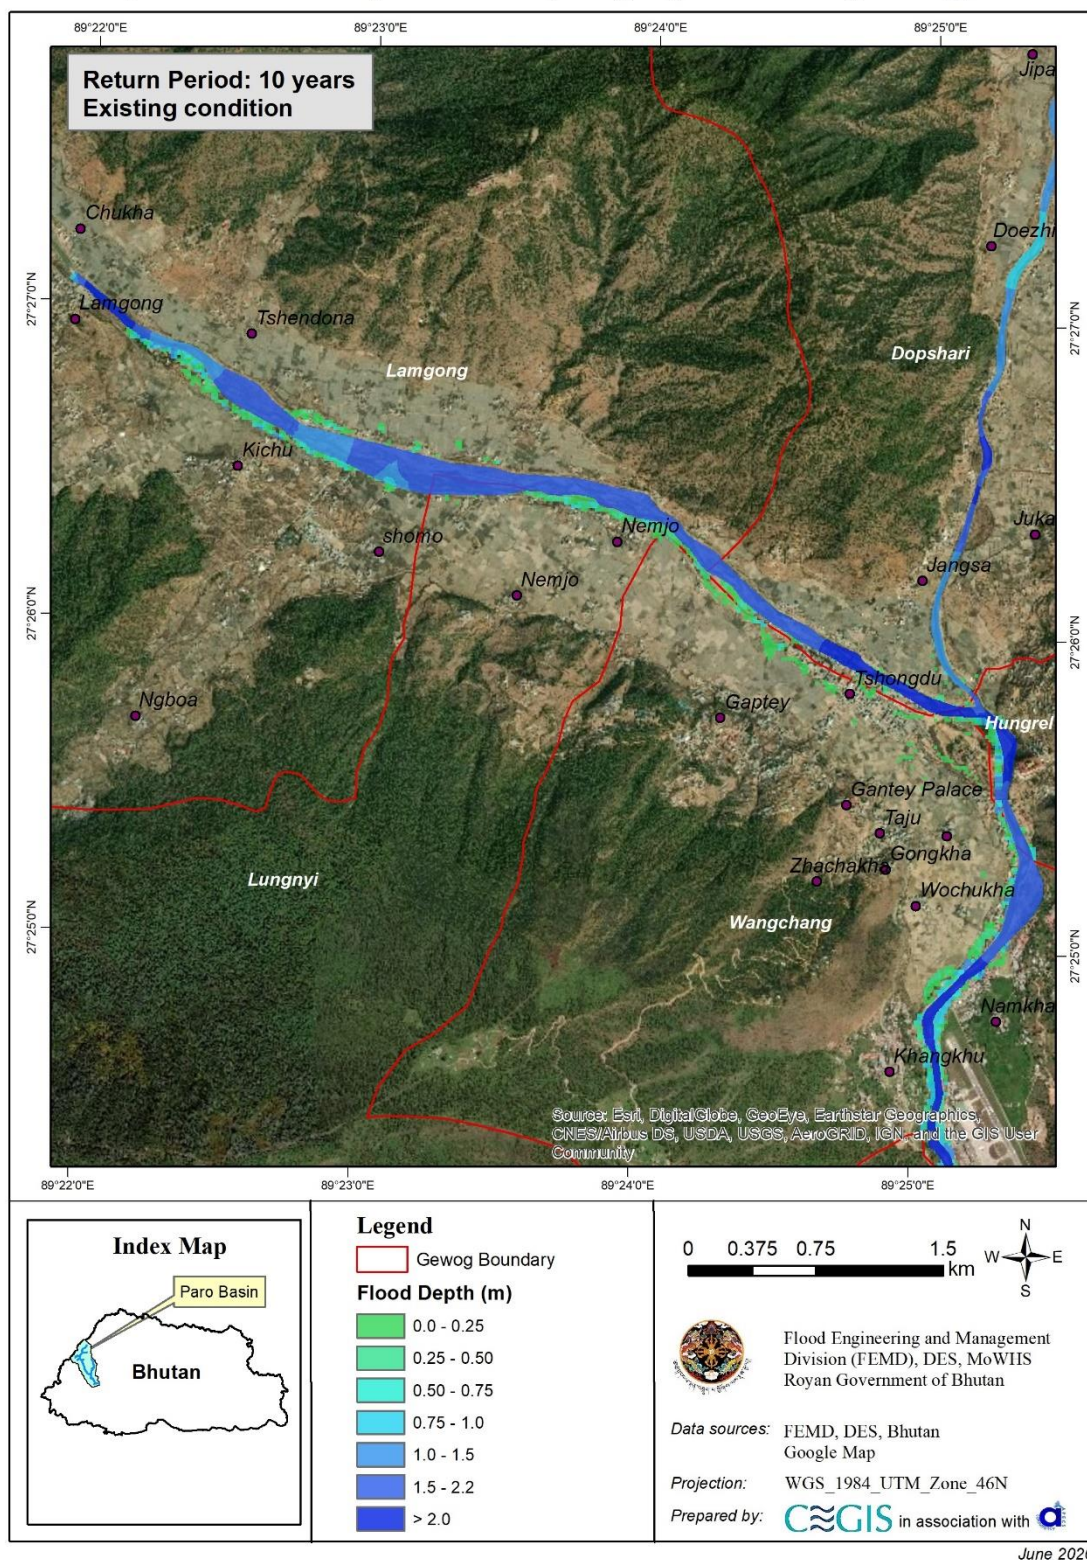 89°22'0"E
89°23'0"E
89°24'0"E
89°25'0"E
Return Period: 10 years
Existing condition
Jipa
Chukha
Doezhi
27°27'0"N
27°27'0"N
Lamgong
Tshendona
Lamgong
Dopshari
Kichu
Nemjo
Juka
shomo
Jangsa
Nemjo
27°26'0"N
27°26'0"N
Tshongdu
Ngboa
Gaptey
Hungrel
Gantey Palace
Taju
Gongkha
Zhachakha
Lungnyi
Wochukha
Wangchang
27°25'0"N
27°25'0"N
Namkha
Khangkhu
Source: Esri, DigitalGlobe, GeoEye, Earthstar Geographics,
CNES/Airbus DS, USDA, USGS, AeroGRID, IGN, and the GIS User
Community
89°22'0"E
89°23'0"E
89°24'0"E
89°25'0"E
Index Map
Paro Basin
Bhutan
Legend
Gewog Boundary
Flood Depth (m)
0.0 - 0.25
0.25 - 0.50
0.50 - 0.75
0.75 - 1.0
1.0 - 1.5
1.5 - 2.2
> 2.0
0 0.375 0.75 1.5
km
N
W E
S
Flood Engineering and Management
Division (FEMD), DES, MoWHS
Royan Government of Bhutan
Data sources: FEMD, DES, Bhutan
Google Map
Projection: WGS_1984_UTM_Zone_46N
Prepared by: CEGIS in association with
June 2020